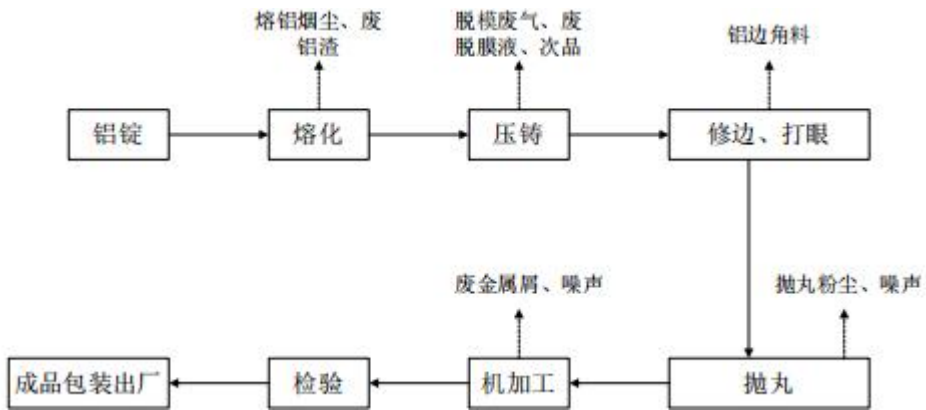 熔铝烟尘、废
铝渣
脱模废气、废
脱膜液、次品
铝边角料
铝锭
熔化
压铸
修边、打眼
废金属屑、噪声
抛丸粉尘、噪声
成品包装出厂
检验
机加工
抛丸